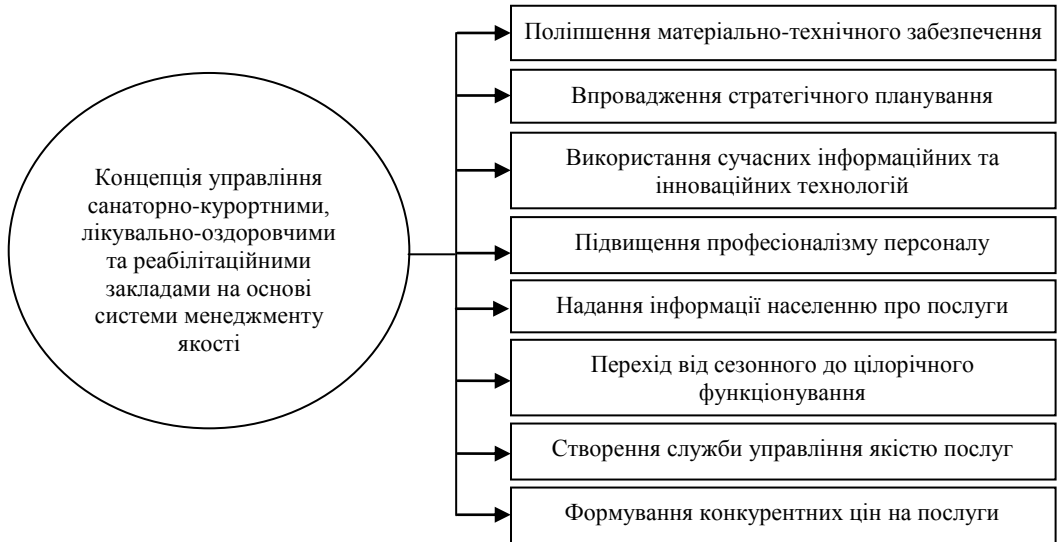 Концепція управління
санаторно-курортними,
лікувально-оздоровчими
та реабілітаційними
закладами на основі
системи менеджменту
якості
Поліпшення матеріально-технічного забезпечення
Впровадження стратегічного планування
Використання сучасних інформаційних та
інноваційних технологій
Підвищення професіоналізму персоналу
Надання інформації населенню про послуги
Перехід від сезонного до цілорічного
функціонування
Створення служби управління якістю послуг
Формування конкурентних цін на послуги